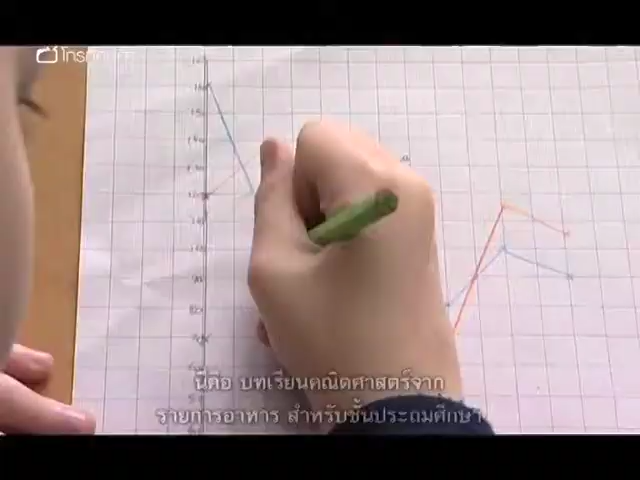 นี่คือ บทเรียนคณิตศาสตร์จาก
รายการอาหาร สำหรับชั้นประถมศึกษา